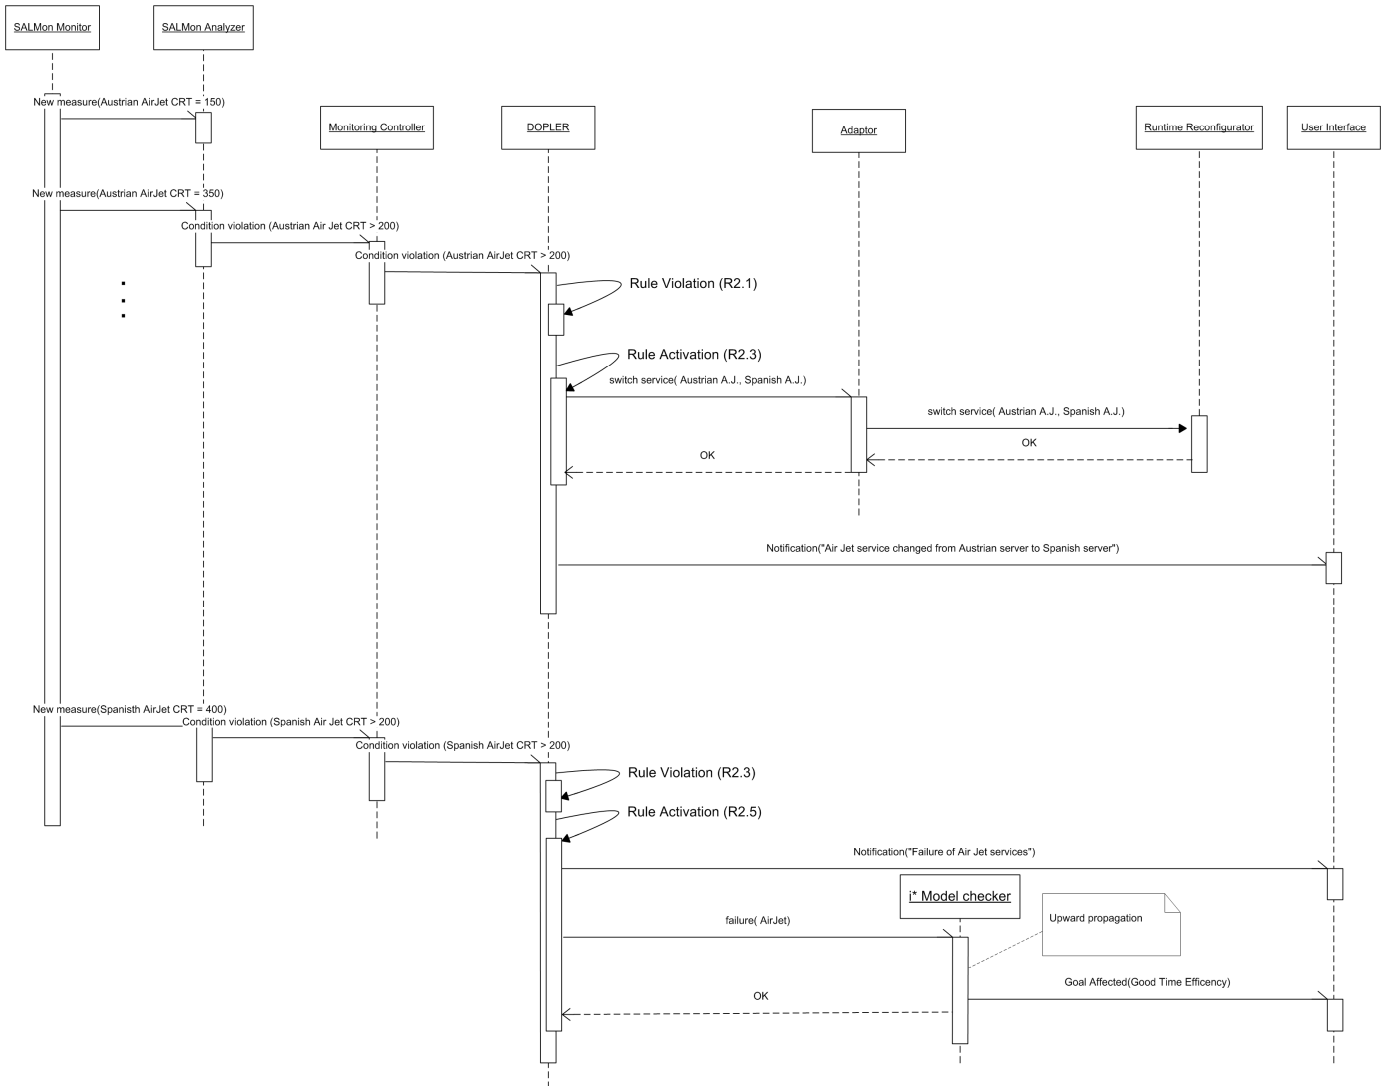 SALMon Monitor
SALMon Analyzer
New measure(Austrian AirJet CRT = 150)
Monitoring Controller
DOPLER
Adaptor
Runtime Reconfigurator
User Interface
New measure(Austrian AirJet CRT = 350)
Condition violation (Austrian Air Jet CRT > 200)
Condition violation (Austrian AirJet CRT > 200)
Rule Violation (R2.1)
Rule Activation (R2.3)
switch service( Austrian A.J., Spanish A.J.)
switch service( Austrian A.J., Spanish A.J.)
OK
OK
Notification("Air Jet service changed from Austrian server to Spanish server")
New measure(Spanisth AirJet CRT = 400)
Condition violation (Spanish Air Jet CRT > 200)
Condition violation (Spanish AirJet CRT > 200)
Rule Violation (R2.3)
Rule Activation (R2.5)
Notification("Failure of Air Jet services")
i* Model checker
Upward propagation
failure( AirJet)
Goal Affected(Good Time Efficency)
OK